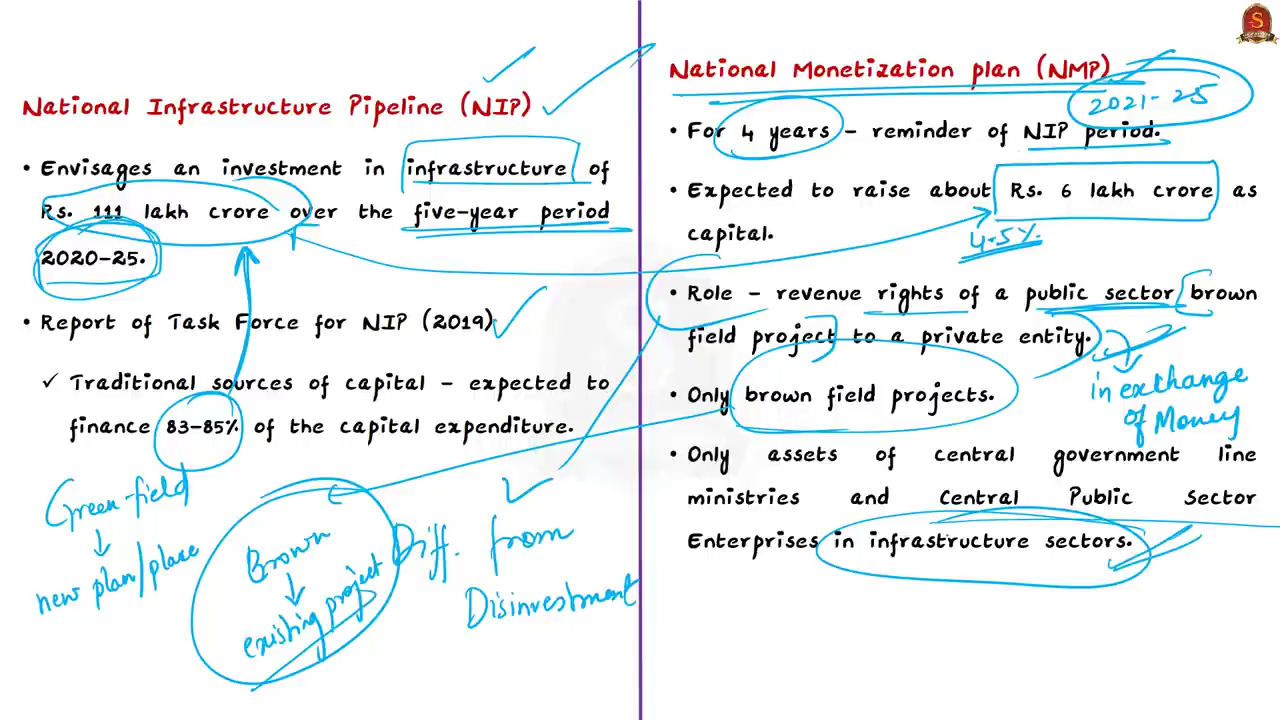 National Infrastructure Pipeline (NIP)
• Envisages an investment in infrastructure of
Rs. 111 lakh crore over the five-year period
2020-25.
• Report of Task Force for NIP (2019)
✓ Traditional sources of capital - expected to
finance 83-85% of the capital expenditure.
Green-field
new plan/place
Brown
existing project
Diff. from
Disinvestment
National Monetization plan (NMP)
2021-25
• For 4 years - reminder of NIP period.
• Expected to raise about Rs. 6 lakh crore as
capital.
4-5%
• Role - revenue rights of a public sector brown
field project to a private entity.
in exchange
of Money
• Only brown field projects.
• Only assets of central government line
ministries and Central Public Sector
Enterprises in infrastructure sectors.
S